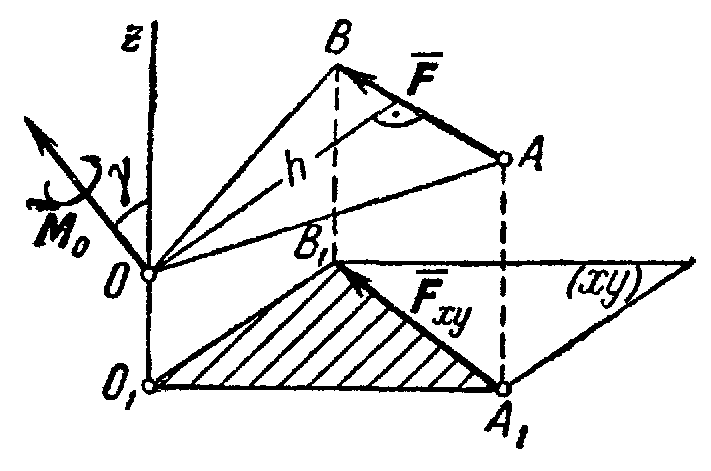 z
B
F̅
γ
h
A
M̅₀
B₁
O
(xy)
F̅xy
O₁
A₁